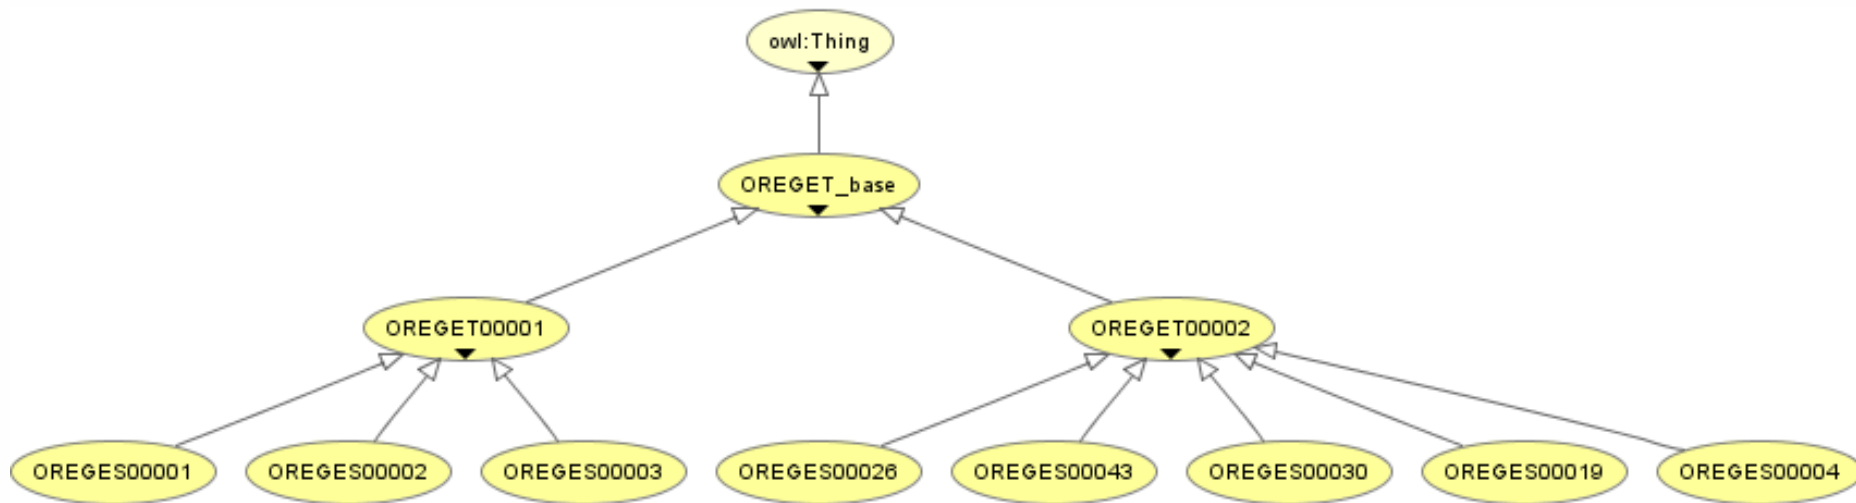 owl:Thing
OREGET_base
OREGET00001
OREGET00002
OREGES00001
OREGES00002
OREGES00003
OREGES00026
OREGES00043
OREGES00030
OREGES00019
OREGES00004